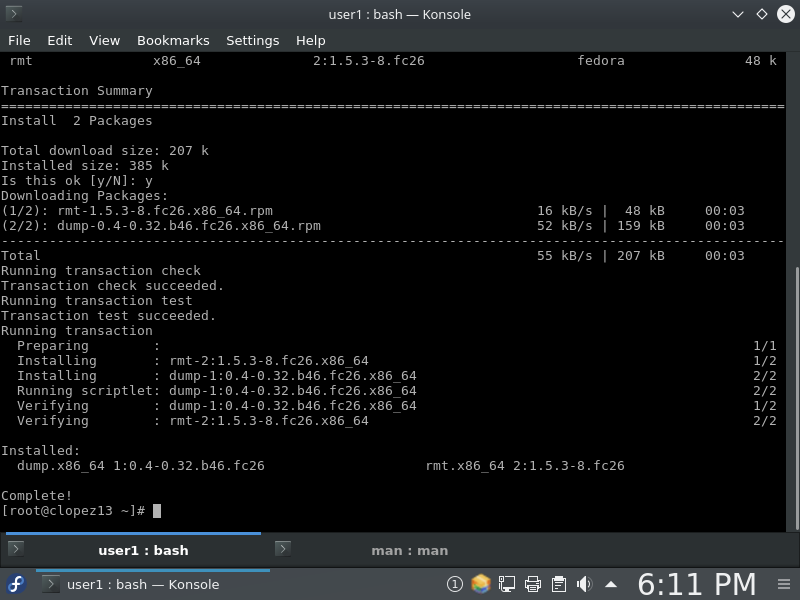 user1 : bash — Konsole
File Edit View Bookmarks Settings Help
rmt x86_64 2:1.5.3-8.fc26 fedora 48 k
Transaction Summary
================================================================================
Install 2 Packages
Total download size: 207 k
Installed size: 385 k
Is this ok [y/N]: y
Downloading Packages:
(1/2): rmt-1.5.3-8.fc26.x86_64.rpm 16 kB/s | 48 kB 00:03
(2/2): dump-0.4-0.32.b46.fc26.x86_64.rpm 52 kB/s | 159 kB 00:03
--------------------------------------------------------------------------------
Total 55 kB/s | 207 kB 00:03
Running transaction check
Transaction check succeeded.
Running transaction test
Transaction test succeeded.
Running transaction
Preparing : 1/1
Installing : rmt-2:1.5.3-8.fc26.x86_64 1/2
Installing : dump-1:0.4-0.32.b46.fc26.x86_64 2/2
Running scriptlet: dump-1:0.4-0.32.b46.fc26.x86_64 2/2
Verifying : dump-1:0.4-0.32.b46.fc26.x86_64 1/2
Verifying : rmt-2:1.5.3-8.fc26.x86_64 2/2
Installed:
dump.x86_64 1:0.4-0.32.b46.fc26 rmt.x86_64 2:1.5.3-8.fc26
Complete!
[root@clopez13 ~]#
user1 : bash man : man
user1 : bash — Konsole 1 6:11 PM